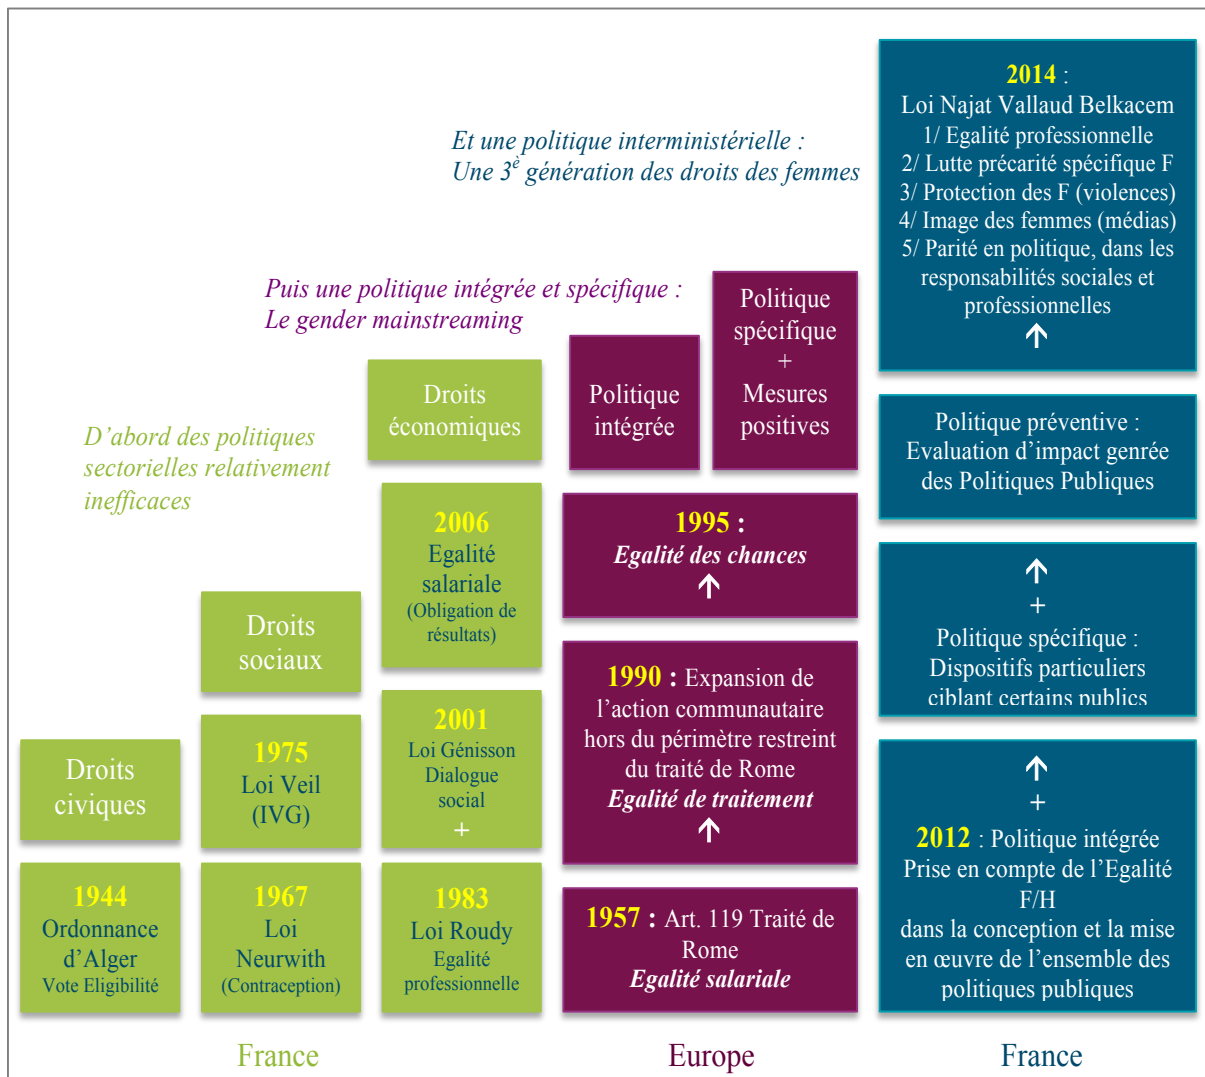 2014 :
Loi Najat Vallaud Belkacem
1/ Egalité professionnelle
2/ Lutte précarité spécifique F
3/ Protection des F (violences)
4/ Image des femmes (médias)
5/ Parité en politique, dans les
responsabilités sociales et
professionnelles
↑
Et une politique interministérielle :
Une 3è génération des droits des femmes
Puis une politique intégrée et spécifique :
Le gender mainstreaming
Politique
spécifique
+
Mesures
positives
Politique
intégrée
Droits
économiques
D'abord des politiques
sectorielles relativement
inefficaces
Politique préventive :
Evaluation d'impact genrée
des Politiques Publiques
2006
Egalité
salariale
(Obligation de
résultats)
1995 :
Egalité des chances
↑
↑
+
Politique spécifique :
Dispositifs particuliers
ciblant certains publics
Droits
sociaux
1990 : Expansion de
l'action communautaire
hors du périmètre restreint
du traité de Rome
Egalité de traitement
↑
2001
Loi Génisson
Dialogue
social
+
1975
Loi Veil
(IVG)
Droits
civiques
↑
+
2012 : Politique intégrée
Prise en compte de l'Egalité
F/H
dans la conception et la mise
en œuvre de l'ensemble des
politiques publiques
1944
Ordonnance
d'Alger
Vote Eligibilité
1967
Loi
Neurwith
(Contraception)
1983
Loi Roudy
Egalité
professionnelle
1957 : Art. 119 Traité de
Rome
Egalité salariale
France
Europe
France